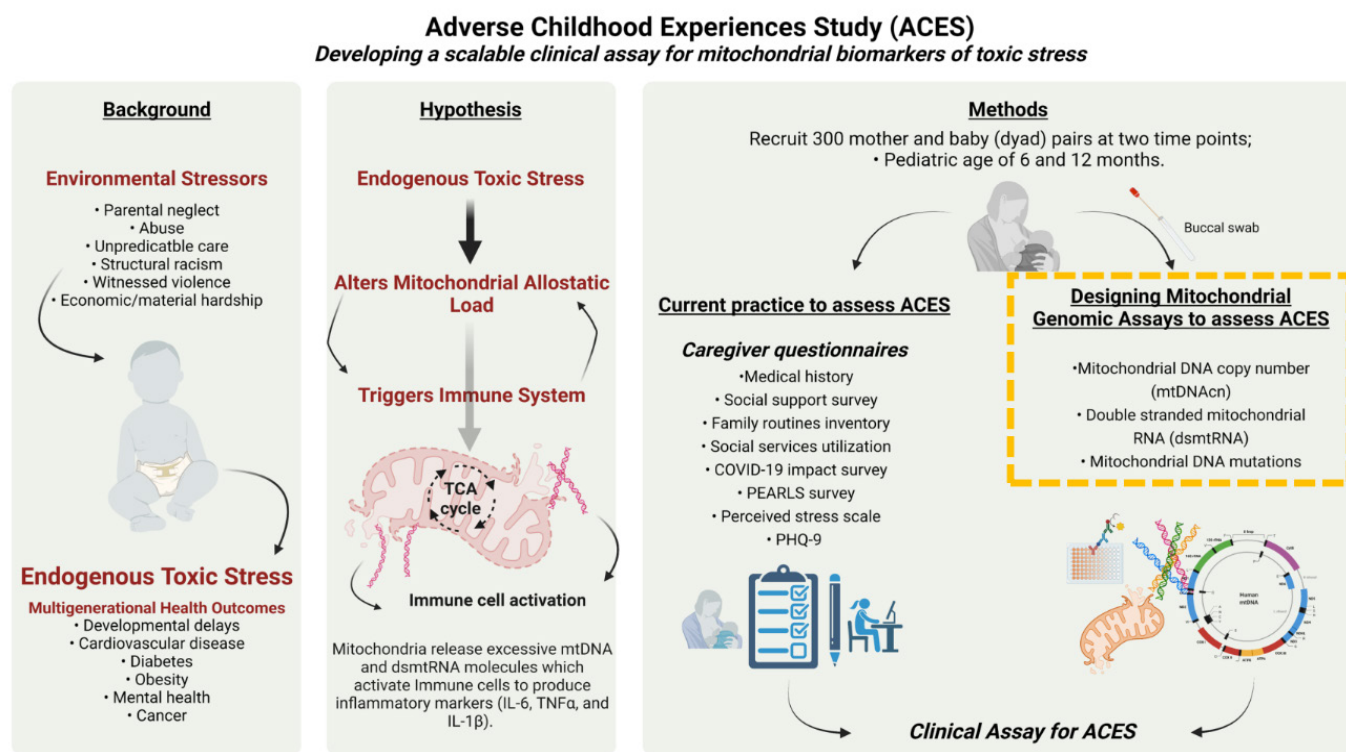 Adverse Childhood Experiences Study (ACES)
Developing a scalable clinical assay for mitochondrial biomarkers of toxic stress
Background
Environmental Stressors
• Parental neglect
• Abuse
• Unpredicatble care
• Structural racism
• Witnessed violence
• Economic/material hardship
Endogenous Toxic Stress
Multigenerational Health Outcomes
• Developmental delays
• Cardiovascular disease
• Diabetes
• Obesity
• Mental health
• Cancer
Hypothesis
Endogenous Toxic Stress
Alters Mitochondrial Allostatic
Load
Triggers Immune System
TCA
cycle
Immune cell activation
Mitochondria release excessive mtDNA
and dsmtRNA molecules which
activate Immune cells to produce
inflammatory markers (IL-6, TNFα, and
IL-1β).
Methods
Recruit 300 mother and baby (dyad) pairs at two time points;
• Pediatric age of 6 and 12 months.
Buccal swab
Current practice to assess ACES
Caregiver questionnaires
•Medical history
• Social support survey
• Family routines inventory
• Social services utilization
• COVID-19 impact survey
• PEARLS survey
• Perceived stress scale
• PHQ-9
Designing Mitochondrial
Genomic Assays to assess ACES
•Mitochondrial DNA copy number
(mtDNAcn)
• Double stranded mitochondrial
RNA (dsmtRNA)
• Mitochondrial DNA mutations
Human
mtDNA
Clinical Assay for ACES